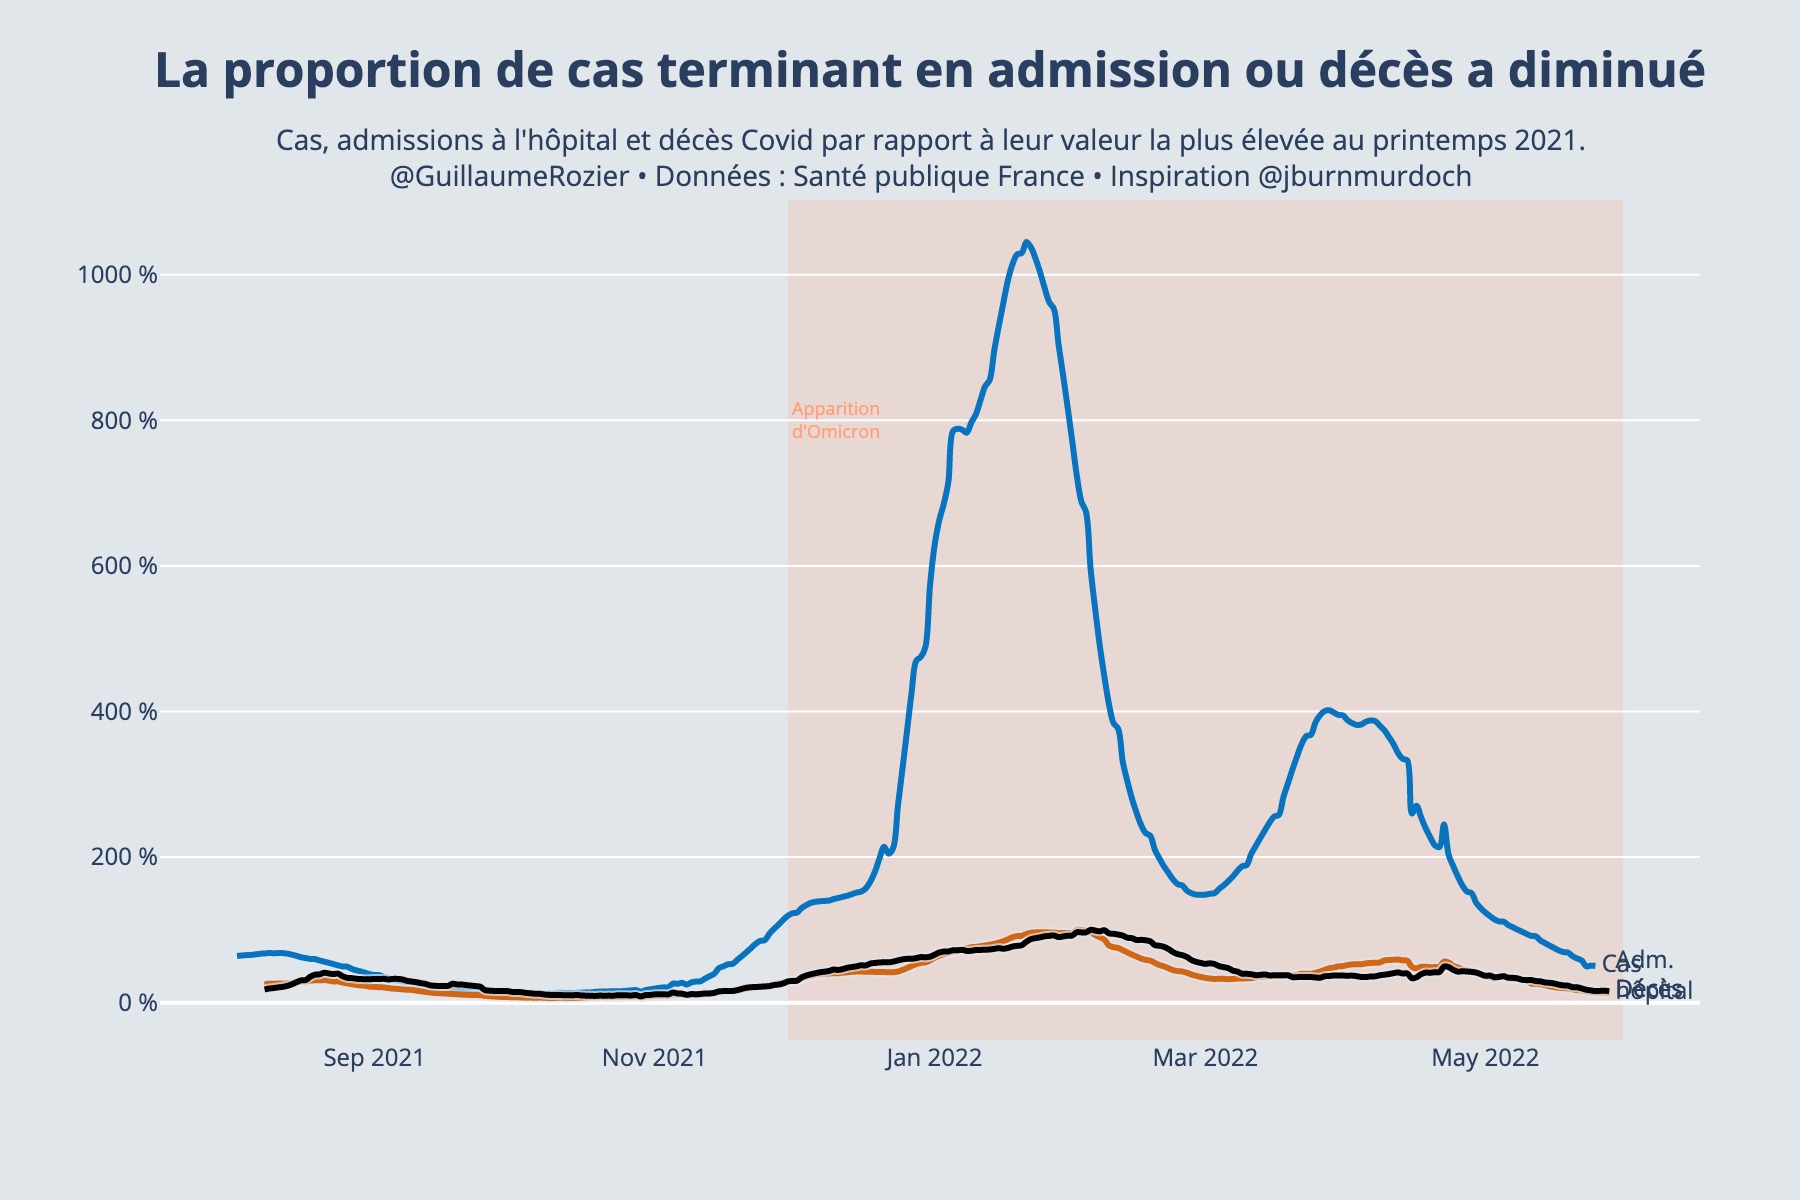 La proportion de cas terminant en admission ou décès a diminué
Cas, admissions à l'hôpital et décès Covid par rapport à leur valeur la plus élevée au printemps 2021.
@GuillaumeRozier • Données : Santé publique France • Inspiration @jburnmurdoch
1000 %
800 %
Apparition
d'Omicron
600 %
400 %
200 %
Adm.
Cas
Décès
hôpital
0 %
Sep 2021
Nov 2021
Jan 2022
Mar 2022
May 2022